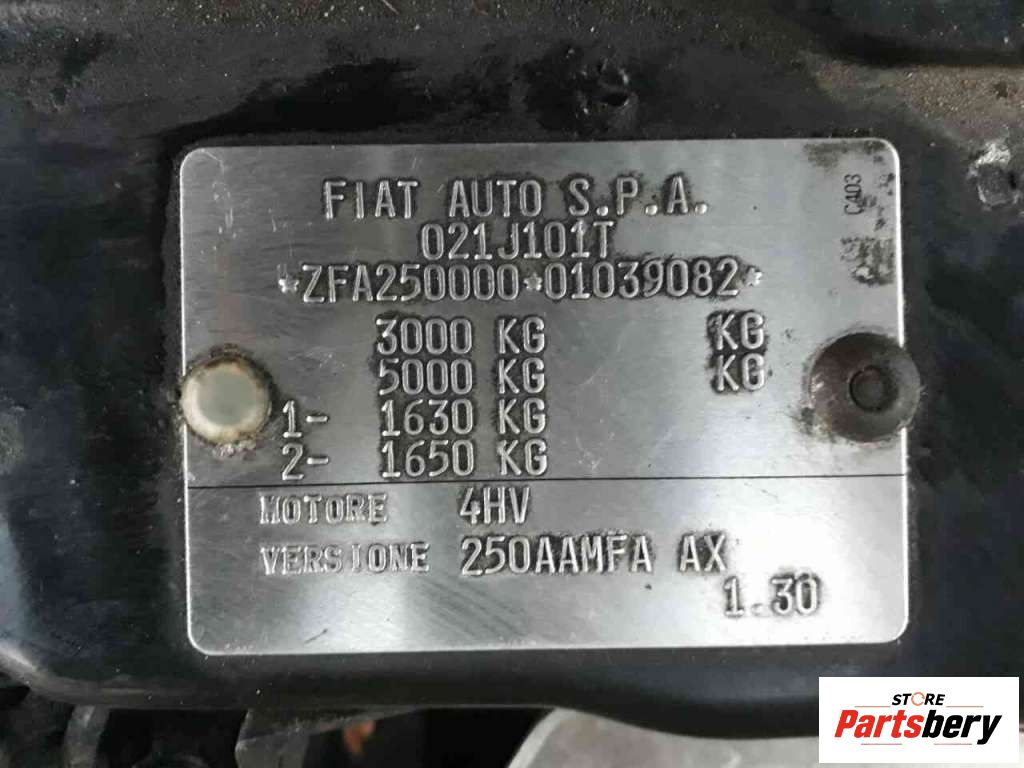 FIAT AUTO S.P.A.
021J101T
*ZFA250000*01039082*
3000 KG KG
5000 KG KG
1- 1630 KG
2- 1650 KG
MOTORE 4HV
VERSIONE 250AAMFA AX
1.30
CA03
STORE
Partsbery